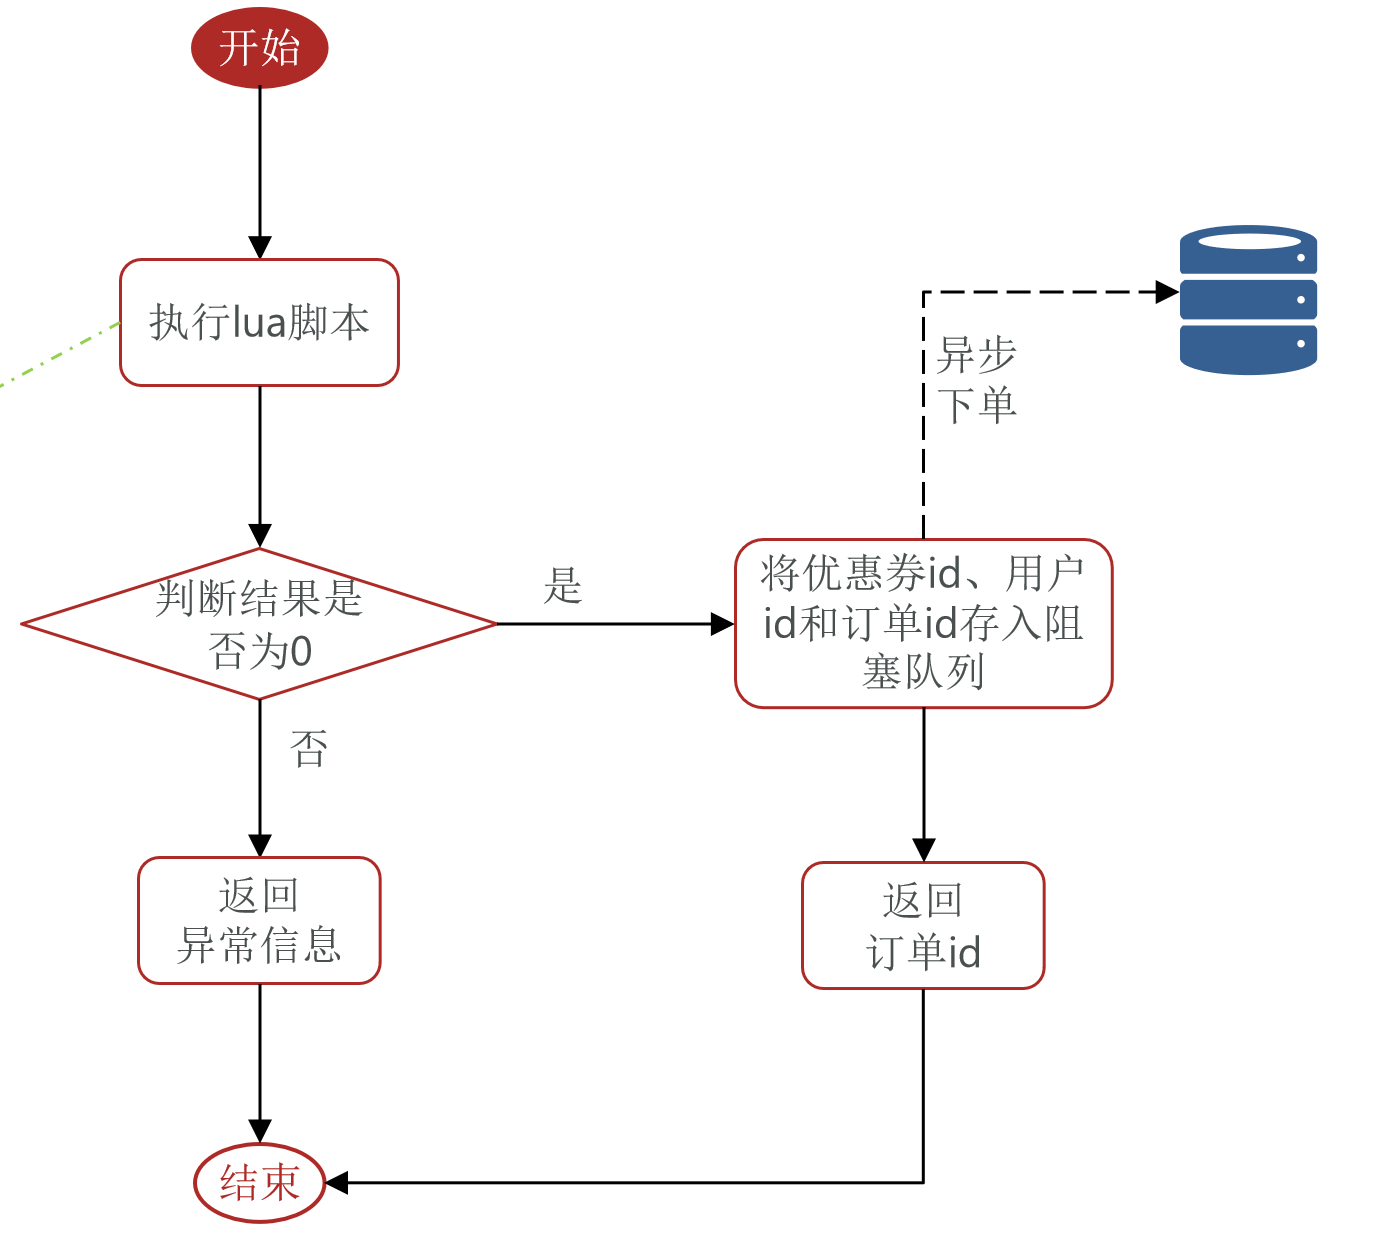 开始
执行lua脚本
异步
下单
判断结果是
否为0
是
将优惠券id、用户
id和订单id存入阻
塞队列
否
返回
异常信息
返回
订单id
结束